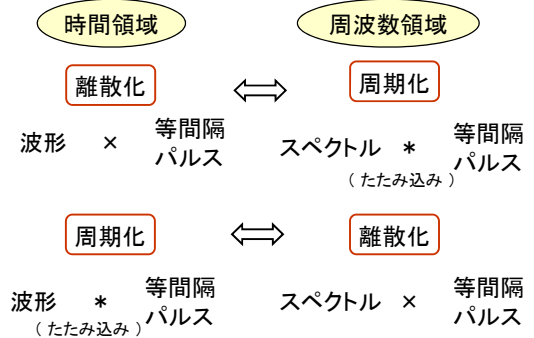 時間領域 周波数領域
離散化 ⇔ 周期化
波形 × 等間隔パルス スペクトル * 等間隔パルス
（たたみ込み）
周期化 ⇔ 離散化
波形 * 等間隔パルス スペクトル × 等間隔パルス
（たたみ込み）